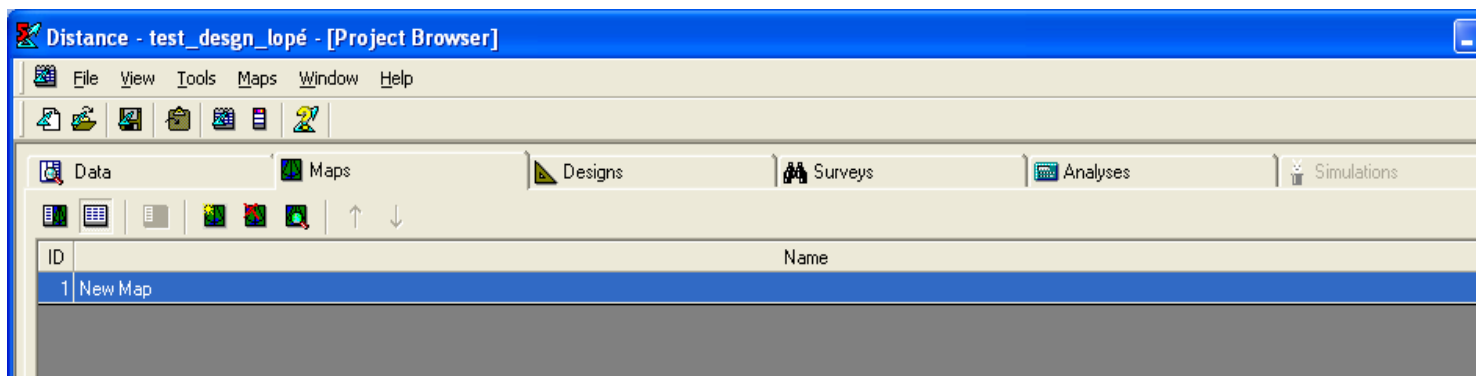 Distance - test_desgn_lopé - [Project Browser]
File View Tools Maps Window Help
Data Maps Designs Surveys Analyses Simulations
ID Name
1 New Map